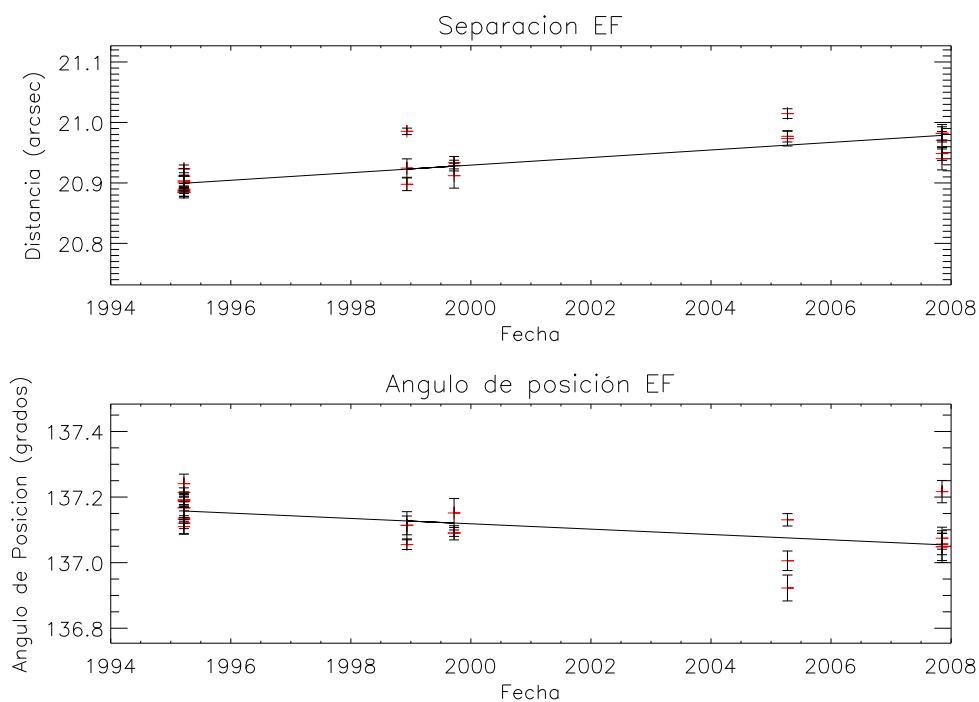 Separacion EF
Distancia (arcsec)
21.1
21.0
20.9
20.8
1994 1996 1998 2000 2002 2004 2006 2008
Fecha
Angulo de posición EF
Angulo de Posicion (grados)
137.4
137.2
137.0
136.8
1994 1996 1998 2000 2002 2004 2006 2008
Fecha